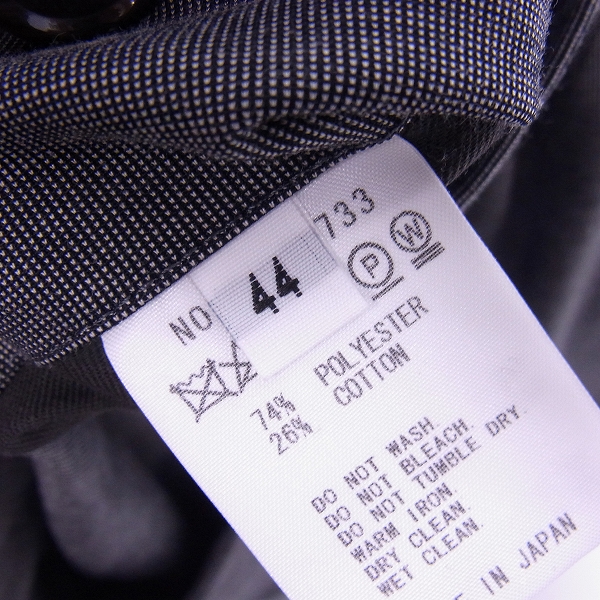 NO 733
44
P W
74% POLYESTER
26% COTTON
DO NOT WASH.
DO NOT BLEACH.
DO NOT TUMBLE DRY.
WARM IRON.
DRY CLEAN.
WET CLEAN.
IN JAPAN